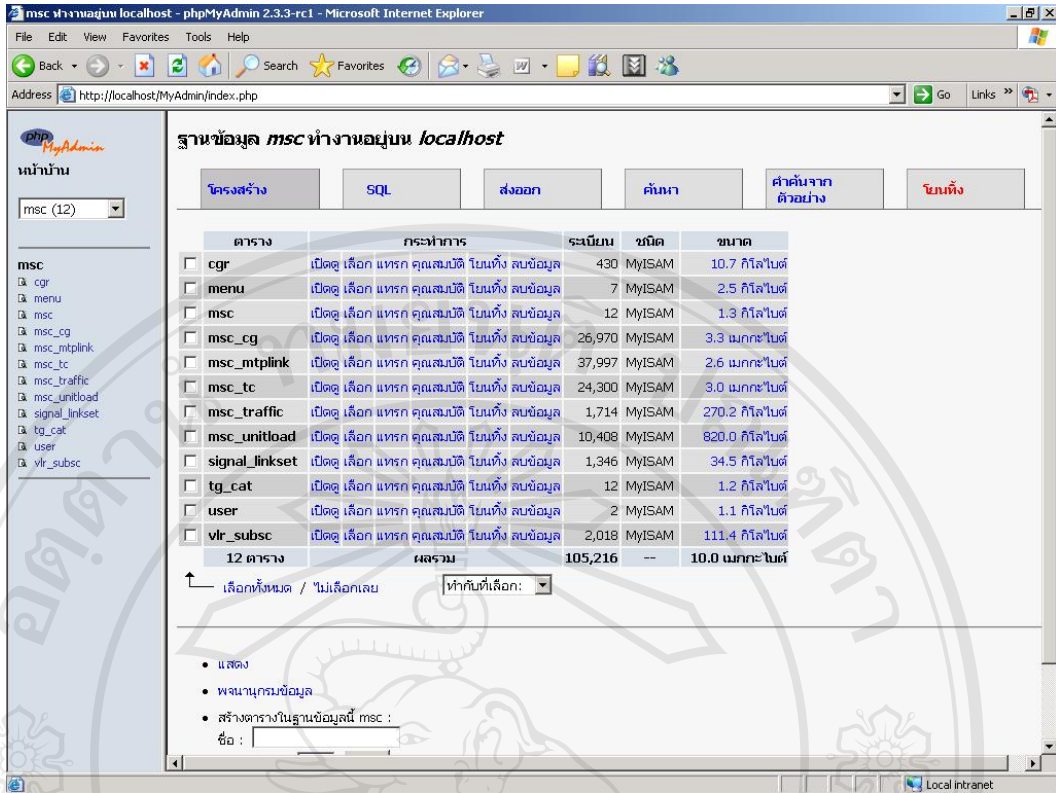 msc ทำงานอยู่บน localhost - phpMyAdmin 2.3.3-rc1 - Microsoft Internet Explorer
File Edit View Favorites Tools Help
Back Search Favorites
Address http://localhost/MyAdmin/index.php Go Links »
php
MyAdmin
หน้าบ้าน
msc (12)
msc
cgr
menu
msc
msc_cg
msc_mtplink
msc_tc
msc_traffic
msc_unitload
signal_linkset
tg_cat
user
vlr_subsc
ฐานข้อมูล msc ทำงานอยู่บน localhost
โครงสร้าง SQL ส่งออก ค้นหา คำค้นจากตัวอย่าง โยนทิ้ง
ตาราง กระทำการ ระเบียน ชนิด ขนาด
cgr เปิดดู เลือก แทรก คุณสมบัติ โยนทิ้ง ลบข้อมูล 430 MyISAM 10.7 กิโลไบต์
menu เปิดดู เลือก แทรก คุณสมบัติ โยนทิ้ง ลบข้อมูล 7 MyISAM 2.5 กิโลไบต์
msc เปิดดู เลือก แทรก คุณสมบัติ โยนทิ้ง ลบข้อมูล 12 MyISAM 1.3 กิโลไบต์
msc_cg เปิดดู เลือก แทรก คุณสมบัติ โยนทิ้ง ลบข้อมูล 26,970 MyISAM 3.3 เมกกะไบต์
msc_mtplink เปิดดู เลือก แทรก คุณสมบัติ โยนทิ้ง ลบข้อมูล 37,997 MyISAM 2.6 เมกกะไบต์
msc_tc เปิดดู เลือก แทรก คุณสมบัติ โยนทิ้ง ลบข้อมูล 24,300 MyISAM 3.0 เมกกะไบต์
msc_traffic เปิดดู เลือก แทรก คุณสมบัติ โยนทิ้ง ลบข้อมูล 1,714 MyISAM 270.2 กิโลไบต์
msc_unitload เปิดดู เลือก แทรก คุณสมบัติ โยนทิ้ง ลบข้อมูล 10,408 MyISAM 820.0 กิโลไบต์
signal_linkset เปิดดู เลือก แทรก คุณสมบัติ โยนทิ้ง ลบข้อมูล 1,346 MyISAM 34.5 กิโลไบต์
tg_cat เปิดดู เลือก แทรก คุณสมบัติ โยนทิ้ง ลบข้อมูล 12 MyISAM 1.2 กิโลไบต์
user เปิดดู เลือก แทรก คุณสมบัติ โยนทิ้ง ลบข้อมูล 2 MyISAM 1.1 กิโลไบต์
vlr_subsc เปิดดู เลือก แทรก คุณสมบัติ โยนทิ้ง ลบข้อมูล 2,018 MyISAM 111.4 กิโลไบต์
12 ตาราง ผลรวม 105,216 -- 10.0 เมกกะไบต์
เลือกทั้งหมด / ไม่เลือกเลย ทำกับที่เลือก:
แสดง
พจนานุกรมข้อมูล
สร้างตารางในฐานข้อมูลนี้ msc :
ชื่อ :
Local intranet